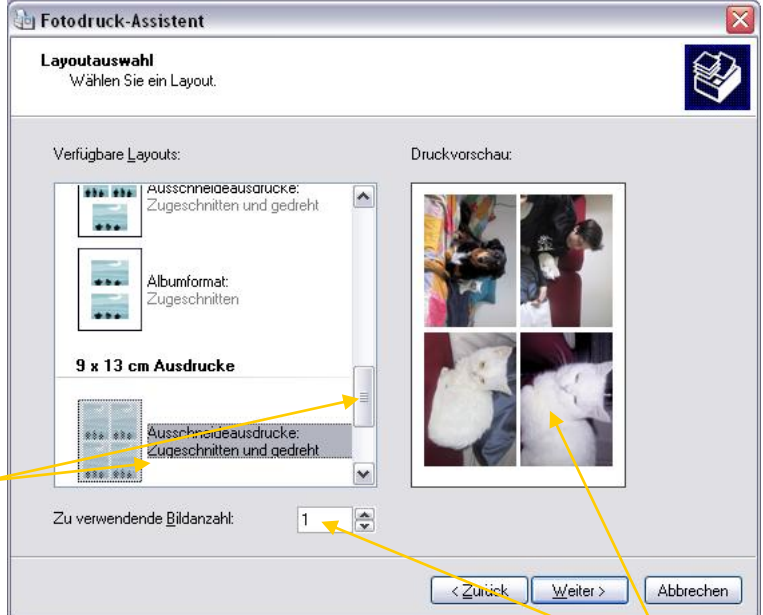 Fotodruck-Assistent
Layoutauswahl
Wählen Sie ein Layout.
Verfügbare Layouts:
Druckvorschau:
Ausschneideausdrucke:
Zugeschnitten und gedreht
Albumformat:
Zugeschnitten
9 x 13 cm Ausdrucke
Ausschneideausdrucke:
Zugeschnitten und gedreht
Zu verwendende Bildanzahl:
1
< Zurück
Weiter >
Abbrechen